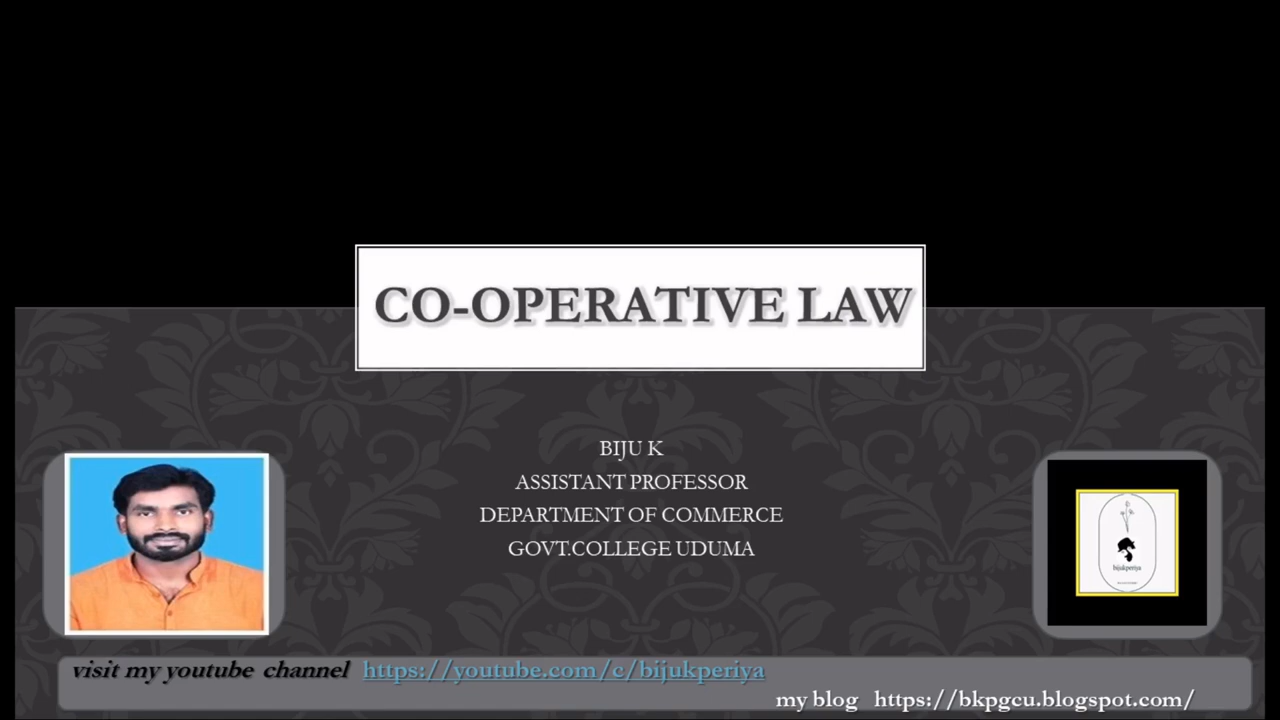 CO-OPERATIVE LAW
BIJU K
ASSISTANT PROFESSOR
DEPARTMENT OF COMMERCE
GOVT.COLLEGE UDUMA
bijukperiya
visit my youtube channel https://youtube.com/c/bijukperiya
my blog https://bkpgcu.blogspot.com/